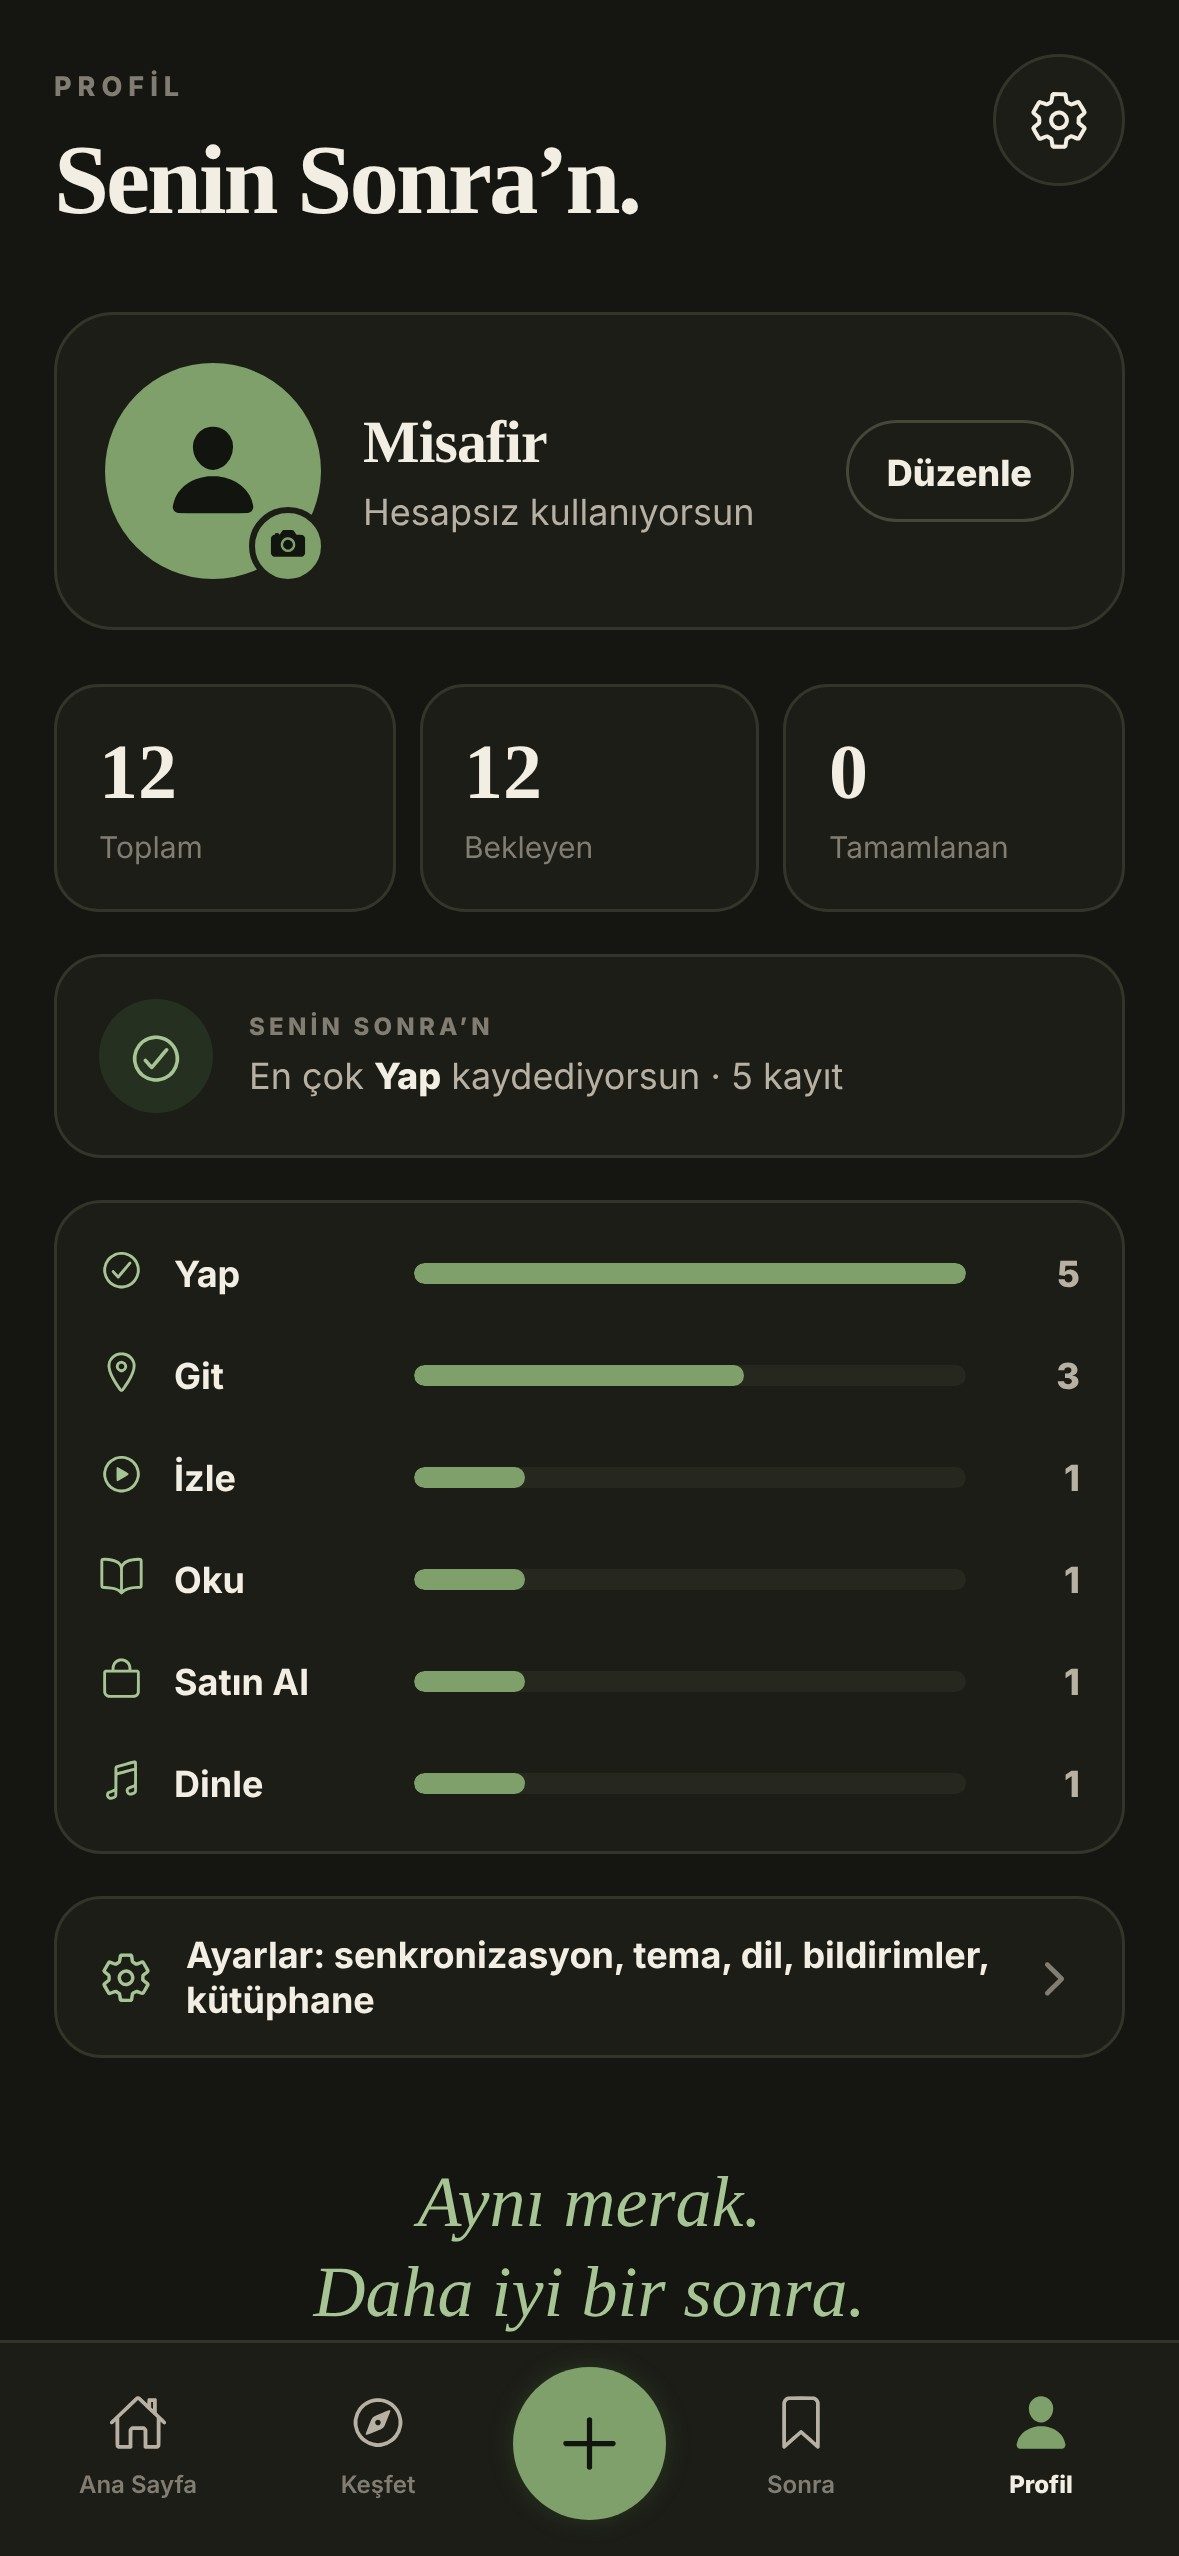 PROFİL
Senin Sonra’n.
Misafir
Hesapsız kullanıyorsun
Düzenle
12
Toplam
12
Bekleyen
0
Tamamlanan
SENİN SONRA’N
En çok Yap kaydediyorsun · 5 kayıt
Yap 5
Git 3
İzle 1
Oku 1
Satın Al 1
Dinle 1
Ayarlar: senkronizasyon, tema, dil, bildirimler,
kütüphane
Aynı merak.
Daha iyi bir sonra.
Ana Sayfa
Keşfet
Sonra
Profil